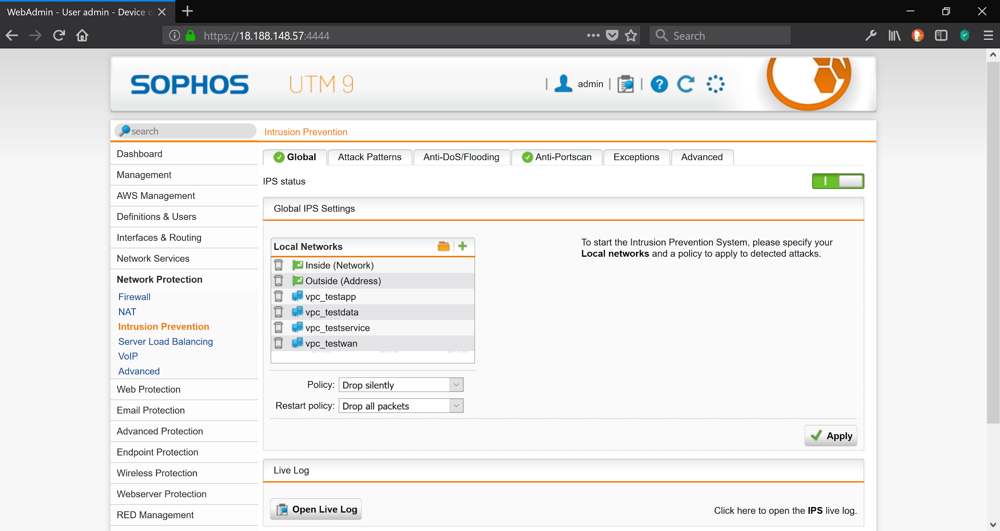 WebAdmin - User admin - Device
https://18.188.148.57:4444
Search
SOPHOS UTM 9
admin
search
Intrusion Prevention
Dashboard
Management
AWS Management
Definitions & Users
Interfaces & Routing
Network Services
Network Protection
Firewall
NAT
Intrusion Prevention
Server Load Balancing
VoIP
Advanced
Web Protection
Email Protection
Advanced Protection
Endpoint Protection
Wireless Protection
Webserver Protection
RED Management
Global
Attack Patterns
Anti-DoS/Flooding
Anti-Portscan
Exceptions
Advanced
IPS status
Global IPS Settings
Local Networks
Inside (Network)
Outside (Address)
vpc_testapp
vpc_testdata
vpc_testservice
vpc_testwan
To start the Intrusion Prevention System, please specify your
Local networks and a policy to apply to detected attacks.
Policy: Drop silently
Restart policy: Drop all packets
Apply
Live Log
Open Live Log
Click here to open the IPS live log.